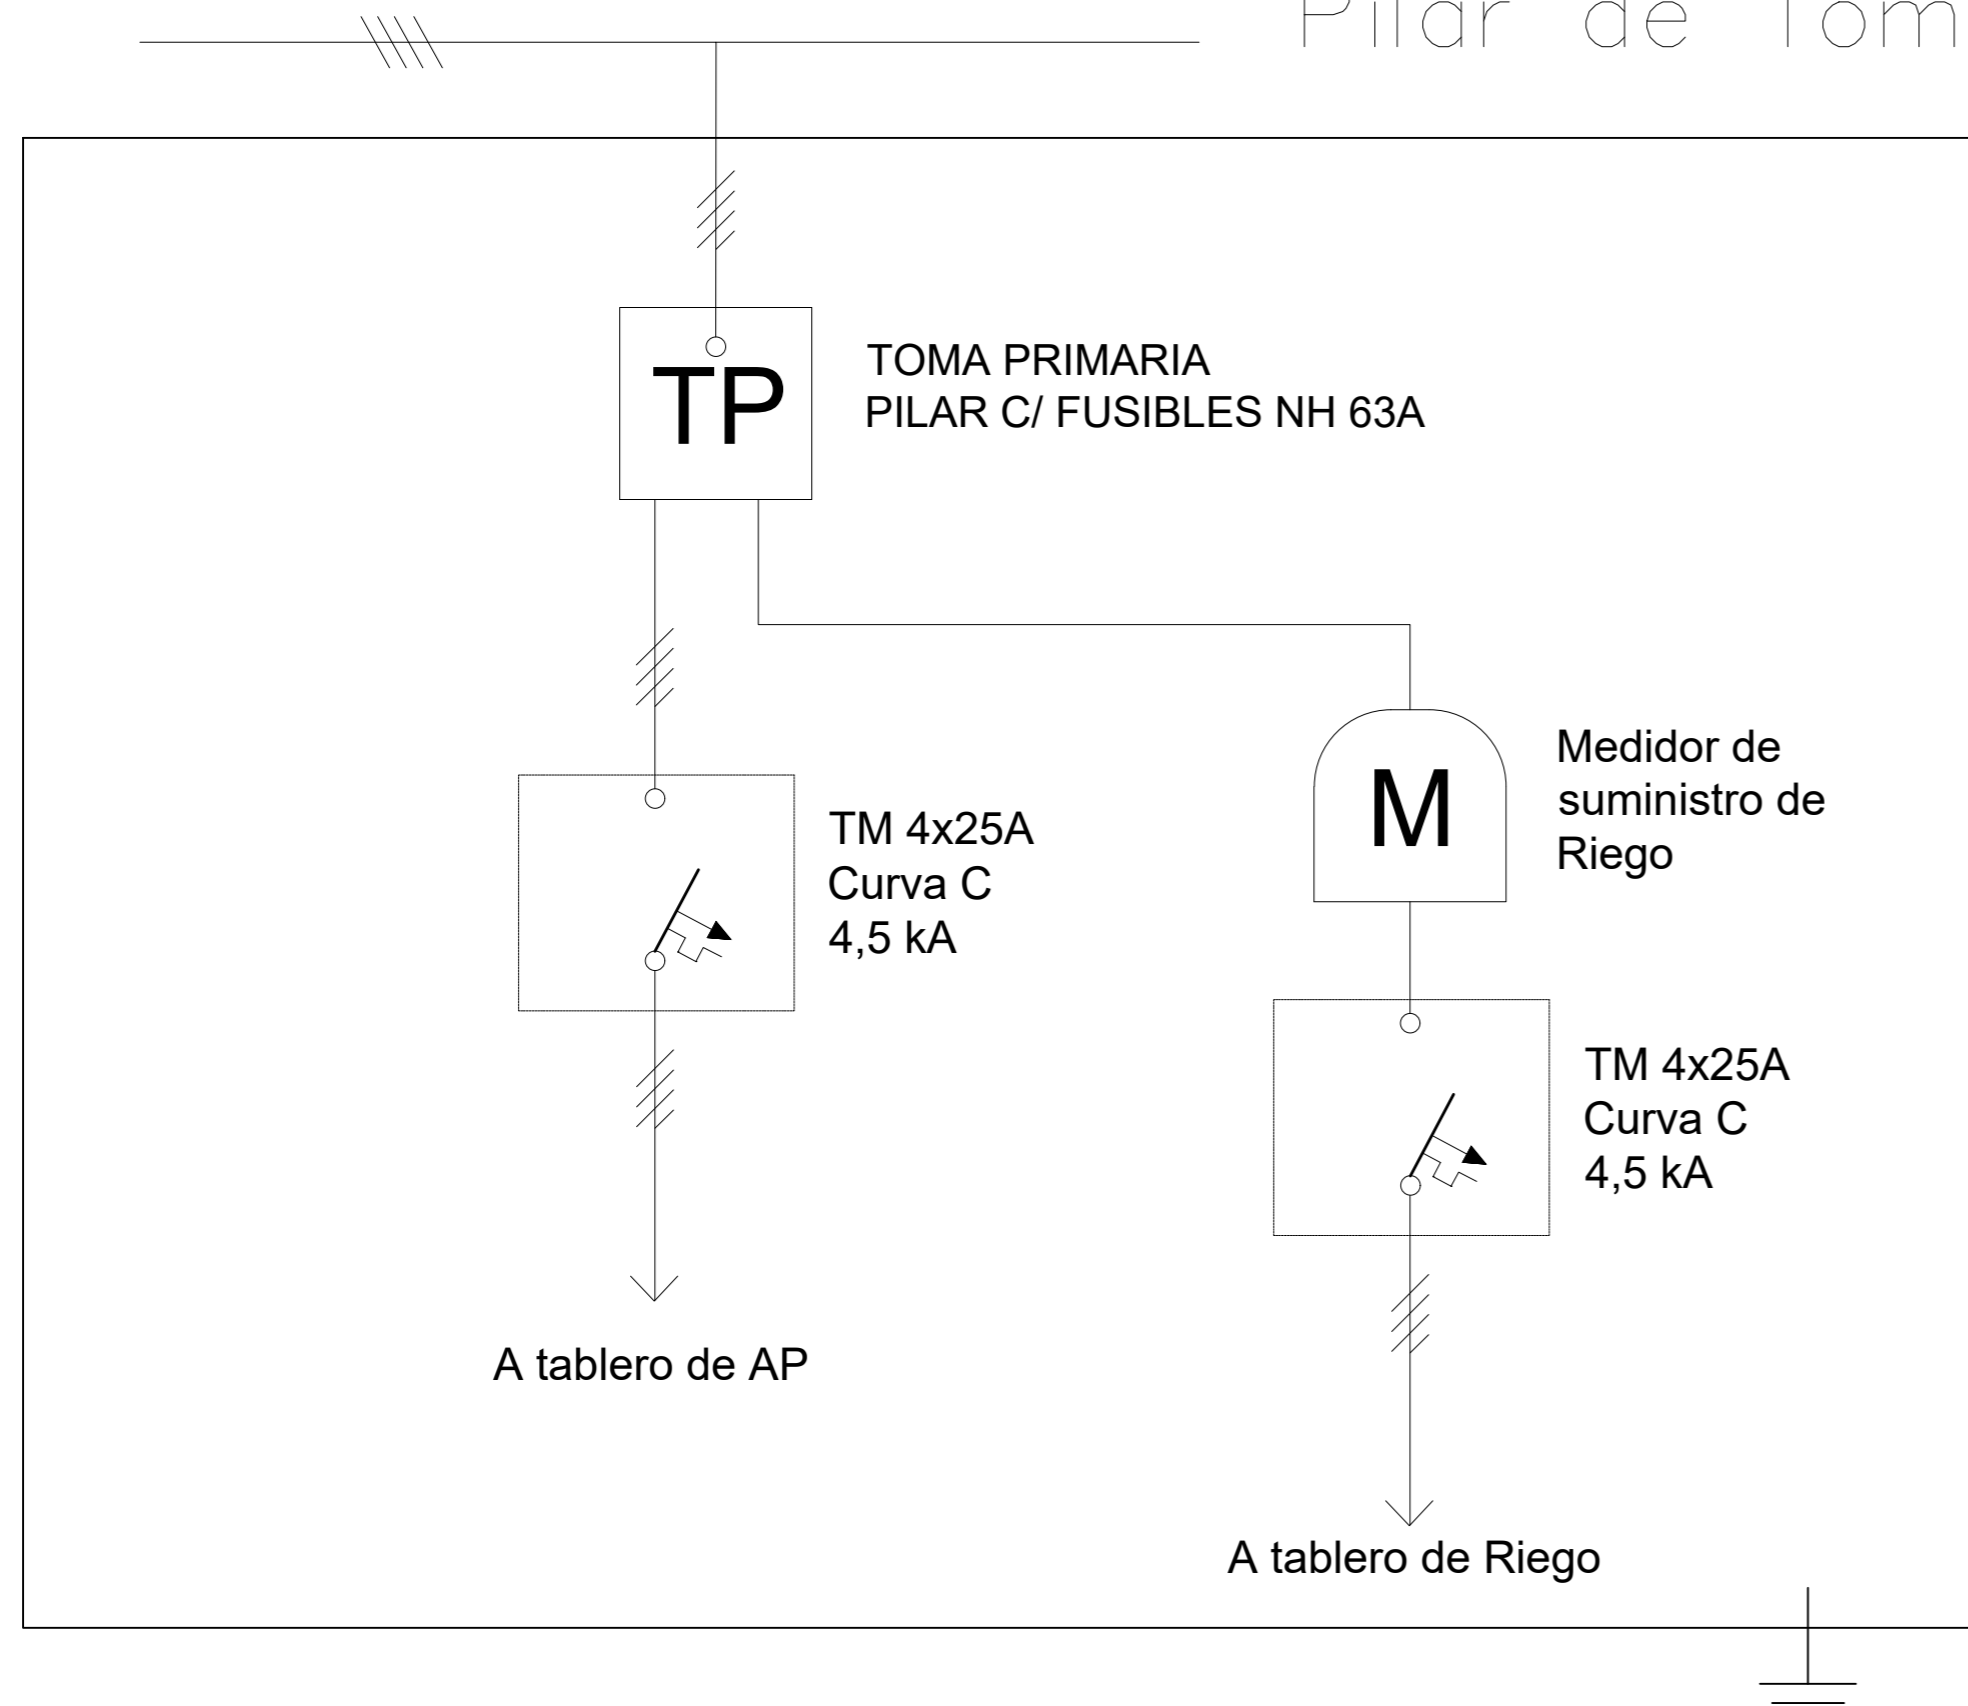 Pilar de Tom
TP
TOMA PRIMARIA
PILAR C/ FUSIBLES NH 63A
TM 4x25A
Curva C
4,5 kA
M
Medidor de
suministro de
Riego
TM 4x25A
Curva C
4,5 kA
A tablero de AP
A tablero de Riego